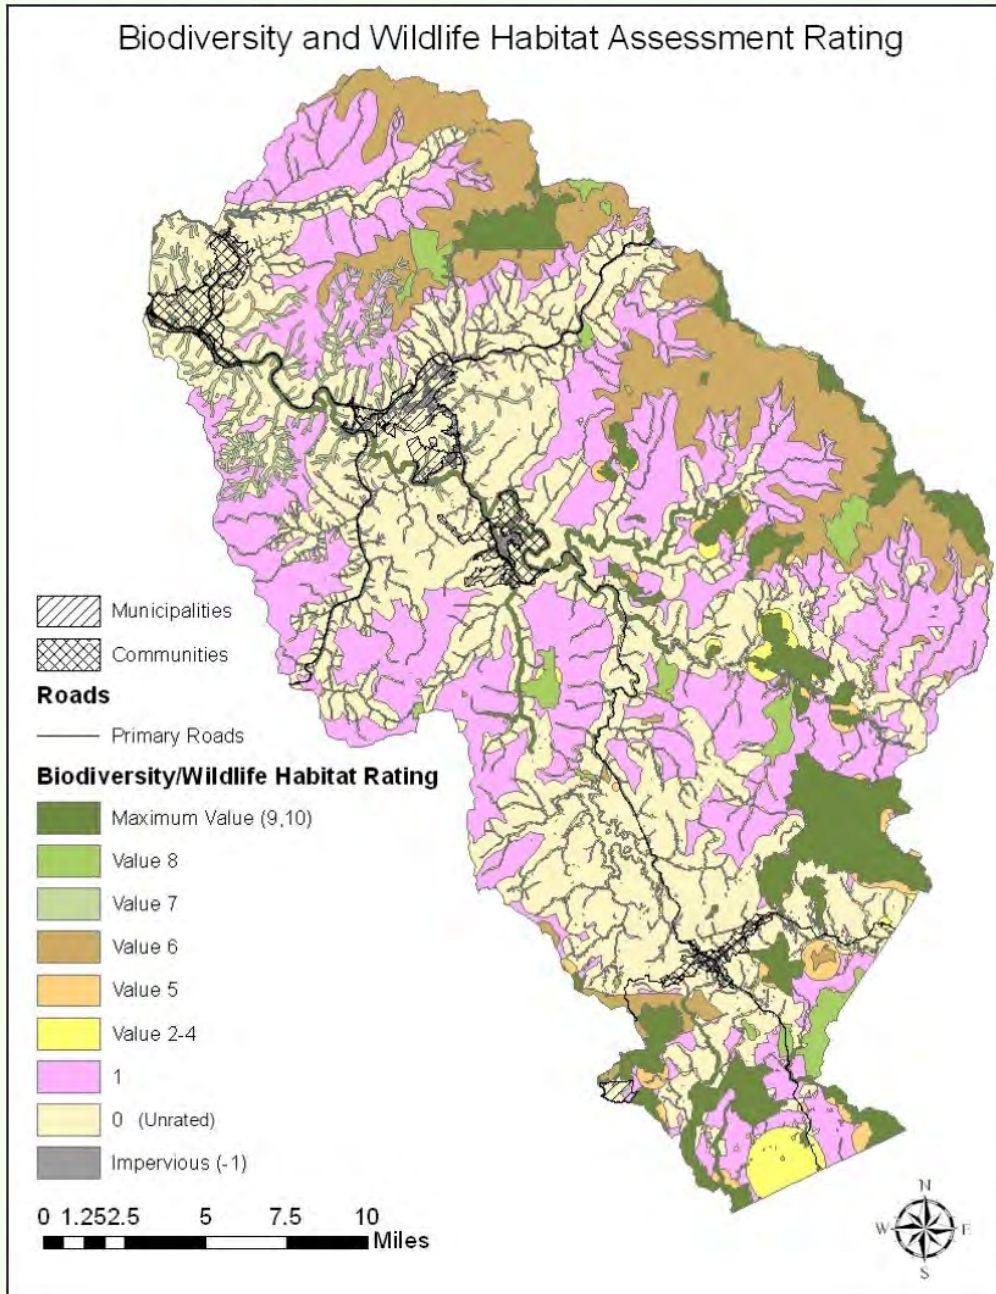 Biodiversity and Wildlife Habitat Assessment Rating
Municipalities
Communities
Roads
Primary Roads
Biodiversity/Wildlife Habitat Rating
Maximum Value (9,10)
Value 8
Value 7
Value 6
Value 5
Value 2-4
1
0 (Unrated)
Impervious (-1)
0 1.252.5 5 7.5 10
Miles
N
W E
S